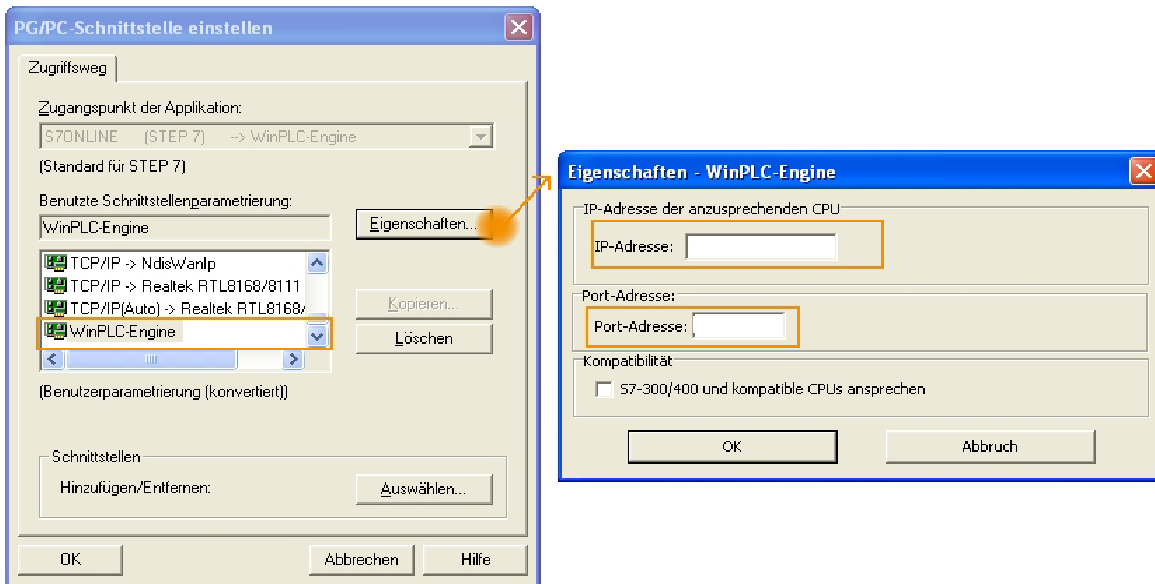 PG/PC-Schnittstelle einstellen
Zugriffsweg
Zugangspunkt der Applikation:
S7ONLINE (STEP 7) --> WinPLC-Engine
(Standard für STEP 7)
Benutzte Schnittstellenparametrierung:
WinPLC-Engine
Eigenschaften...
TCP/IP -> NdisWanIp
TCP/IP -> Realtek RTL8168/8111
TCP/IP(Auto) -> Realtek RTL8168/
WinPLC-Engine
Kopieren...
Löschen
(Benutzerparametrierung (konvertiert))
Schnittstellen
Hinzufügen/Entfernen:
Auswählen...
OK
Abbrechen
Hilfe
Eigenschaften - WinPLC-Engine
IP-Adresse der anzusprechenden CPU
IP-Adresse:
Port-Adresse:
Port-Adresse:
Kompatibilität
S7-300/400 und kompatible CPUs ansprechen
OK
Abbruch